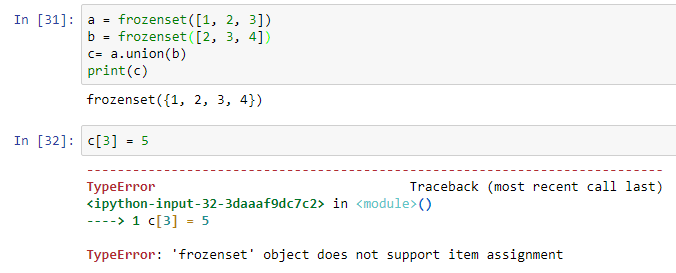 In [31]: a = frozenset([1, 2, 3])
b = frozenset([2, 3, 4])
c= a.union(b)
print(c)
frozenset({1, 2, 3, 4})
In [32]: c[3] = 5
---------------------------------------------------------------------------
TypeError Traceback (most recent call last)
<ipython-input-32-3daaaf9dc7c2> in <module>()
----> 1 c[3] = 5
TypeError: 'frozenset' object does not support item assignment